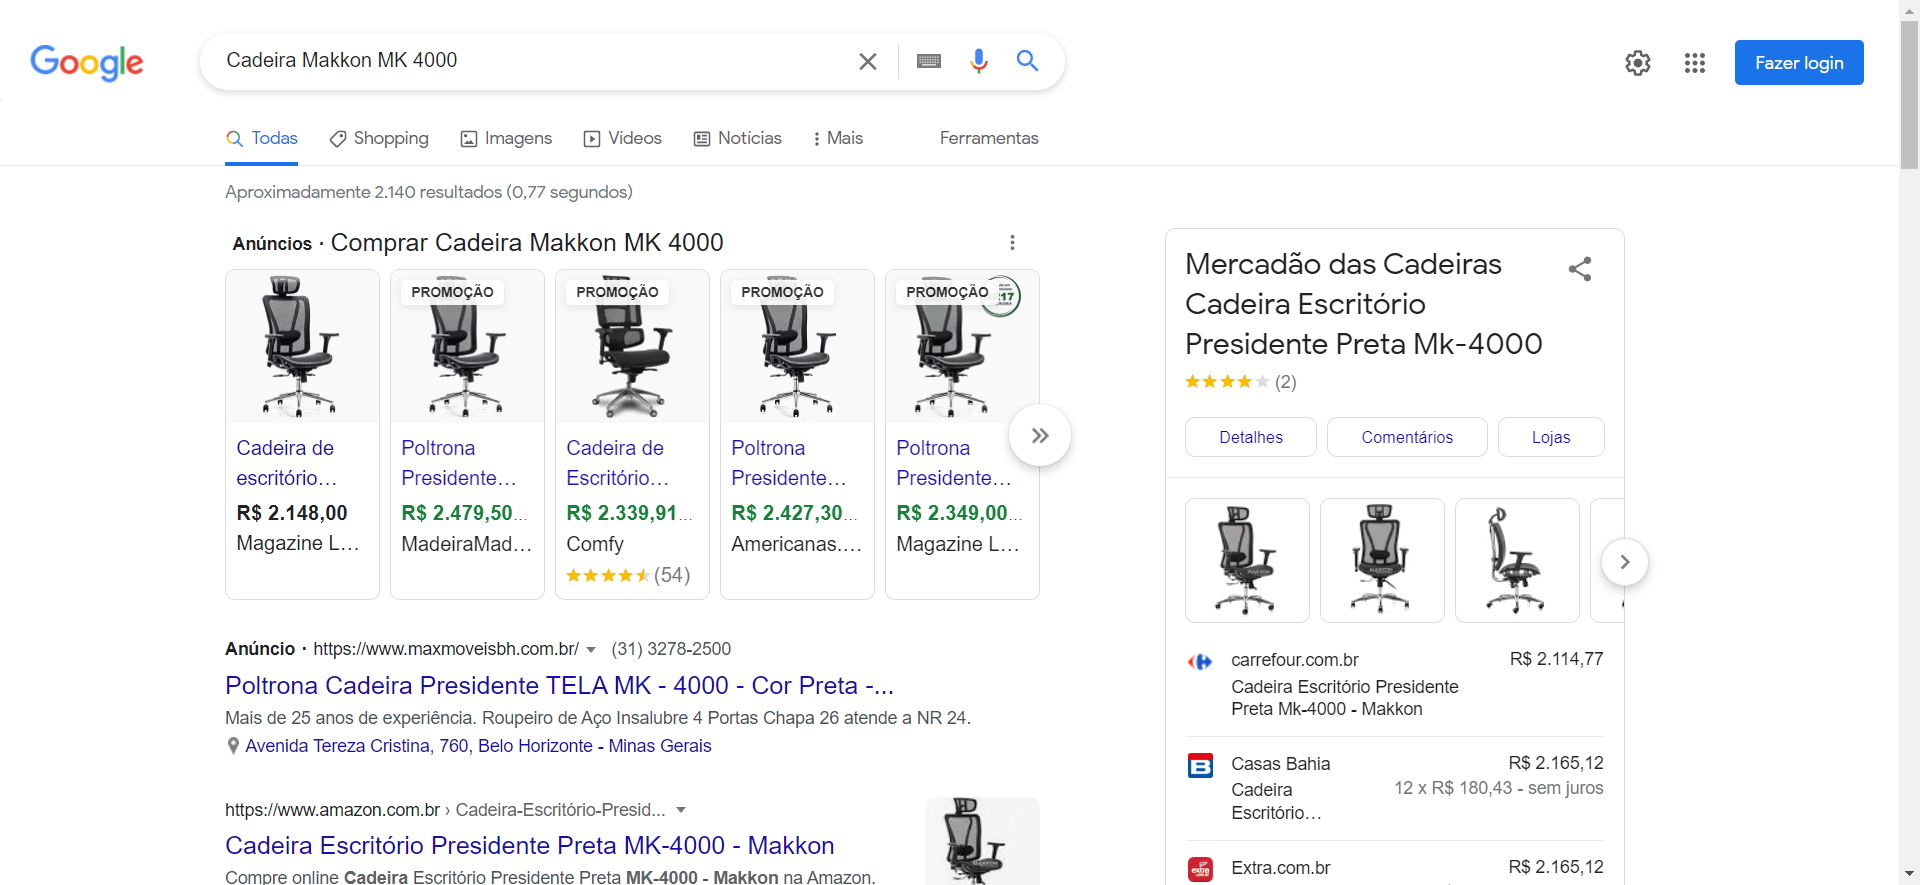 Google
Cadeira Makkon MK 4000
Fazer login
Todas
Shopping
Imagens
Vídeos
Notícias
Mais
Ferramentas
Aproximadamente 2.140 resultados (0,77 segundos)
Anúncios · Comprar Cadeira Makkon MK 4000
Cadeira de
escritório...
R$ 2.148,00
Magazine L...
PROMOÇÃO
Poltrona
Presidente...
R$ 2.479,50...
MadeiraMad...
PROMOÇÃO
Cadeira de
Escritório...
R$ 2.339,91...
Comfy
(54)
PROMOÇÃO
Poltrona
Presidente...
R$ 2.427,30...
Americanas....
PROMOÇÃO
17
Poltrona
Presidente...
R$ 2.349,00...
Magazine L...
Anúncio · https://www.maxmoveisbh.com.br/ (31) 3278-2500
Poltrona Cadeira Presidente TELA MK - 4000 - Cor Preta -...
Mais de 25 anos de experiência. Roupeiro de Aço Insalubre 4 Portas Chapa 26 atende a NR 24.
Avenida Tereza Cristina, 760, Belo Horizonte - Minas Gerais
https://www.amazon.com.br › Cadeira-Escritório-Presid...
Cadeira Escritório Presidente Preta MK-4000 - Makkon
Compre online Cadeira Escritório Presidente Preta MK-4000 - Makkon na Amazon.
Mercadão das Cadeiras
Cadeira Escritório
Presidente Preta Mk-4000
(2)
Detalhes
Comentários
Lojas
carrefour.com.br
R$ 2.114,77
Cadeira Escritório Presidente
Preta Mk-4000 - Makkon
Casas Bahia
R$ 2.165,12
Cadeira
12 x R$ 180,43 - sem juros
Escritório...
Extra.com.br
R$ 2.165,12